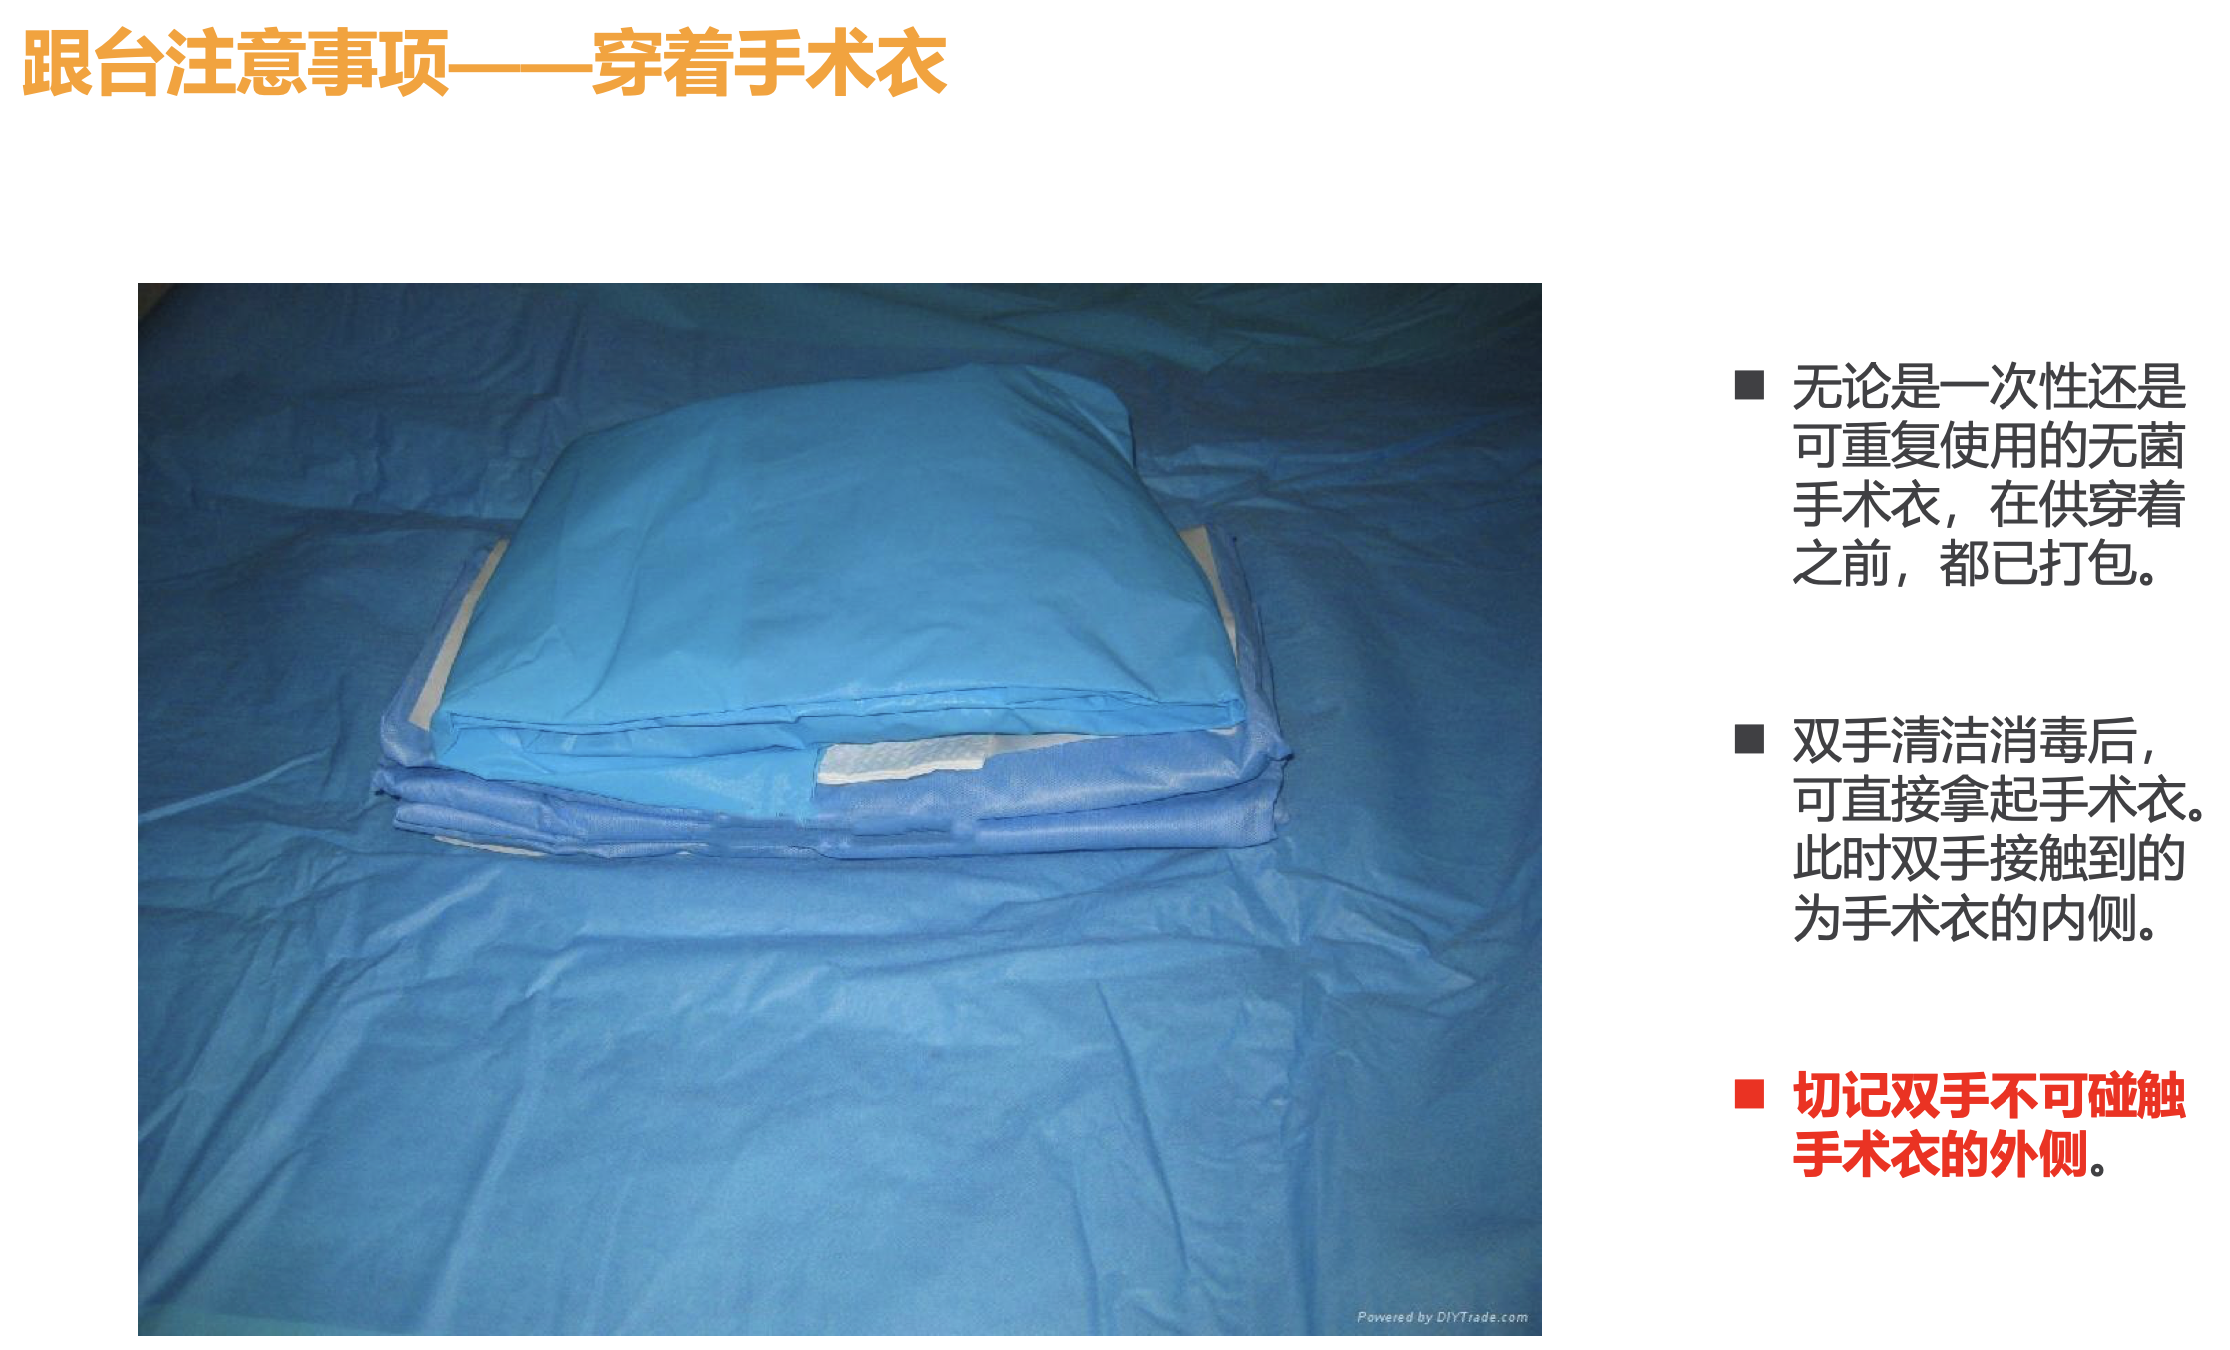 跟台注意事项——穿着手术衣
无论是一次性还是
可重复使用的无菌
手术衣，在供穿着
之前，都已打包。
双手清洁消毒后，
可直接拿起手术衣。
此时双手接触到的
为手术衣的内侧。
切记双手不可碰触
手术衣的外侧。
Powered by DIYTrade.com